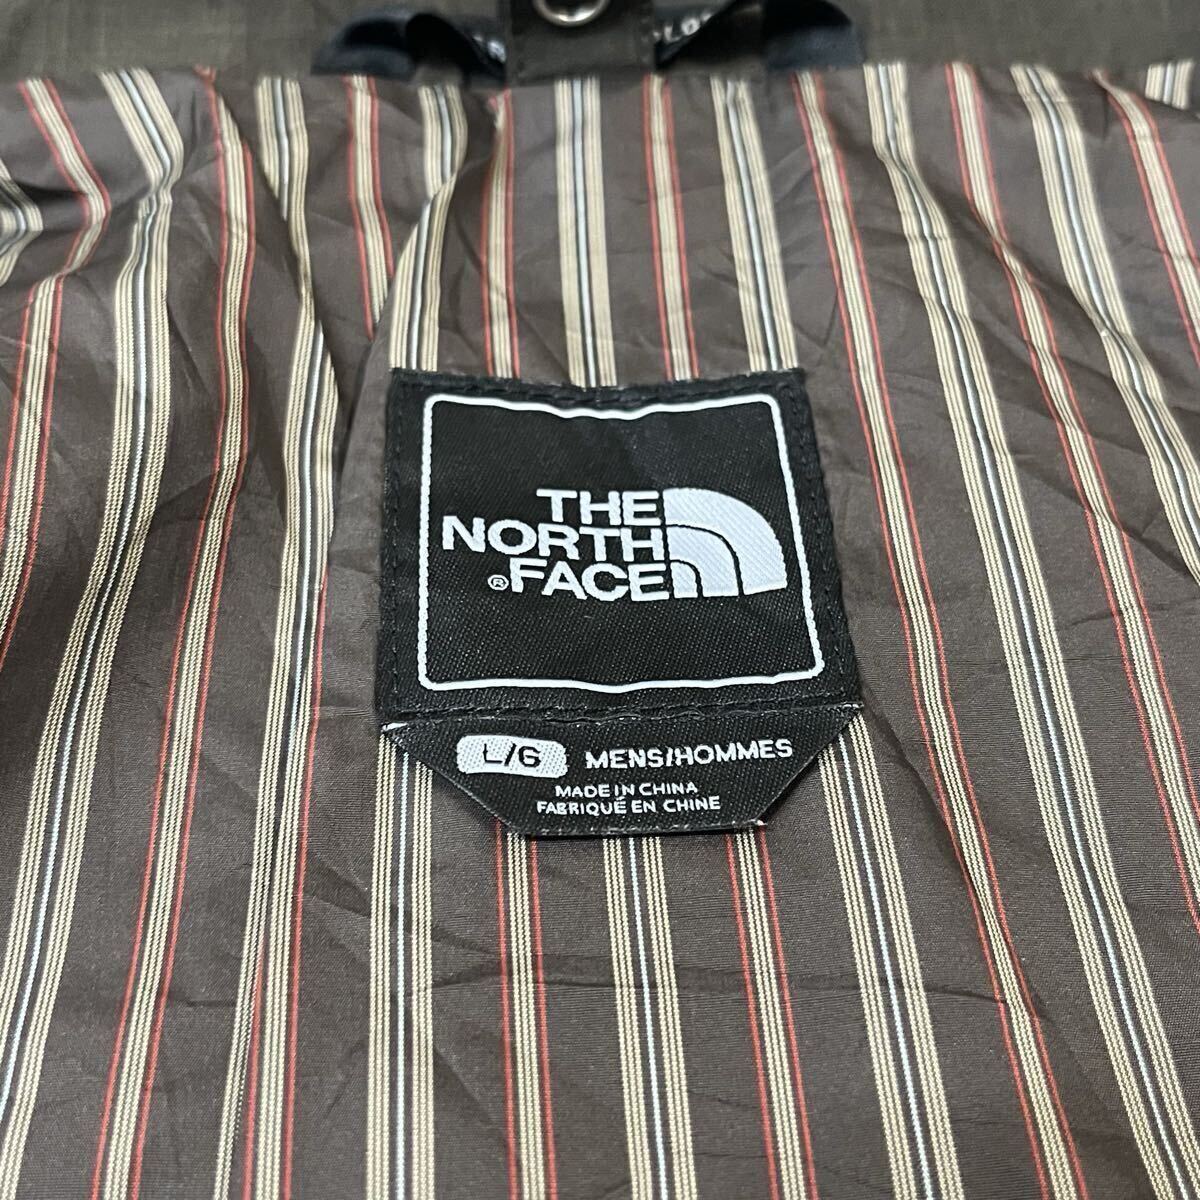 THE
NORTH
® FACE
L/G MENS/HOMMES
MADE IN CHINA
FABRIQUÉ EN CHINE